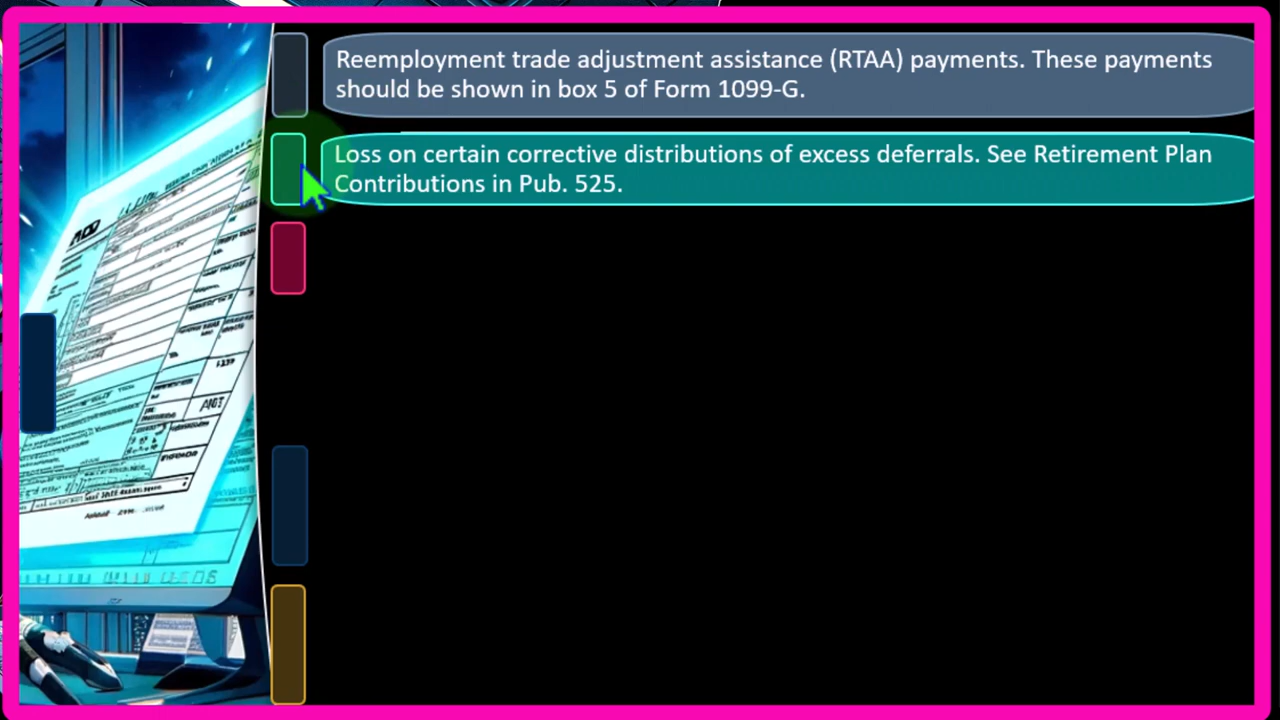 Reemployment trade adjustment assistance (RTAA) payments. These payments
should be shown in box 5 of Form 1099-G.
Loss on certain corrective distributions of excess deferrals. See Retirement Plan
Contributions in Pub. 525.